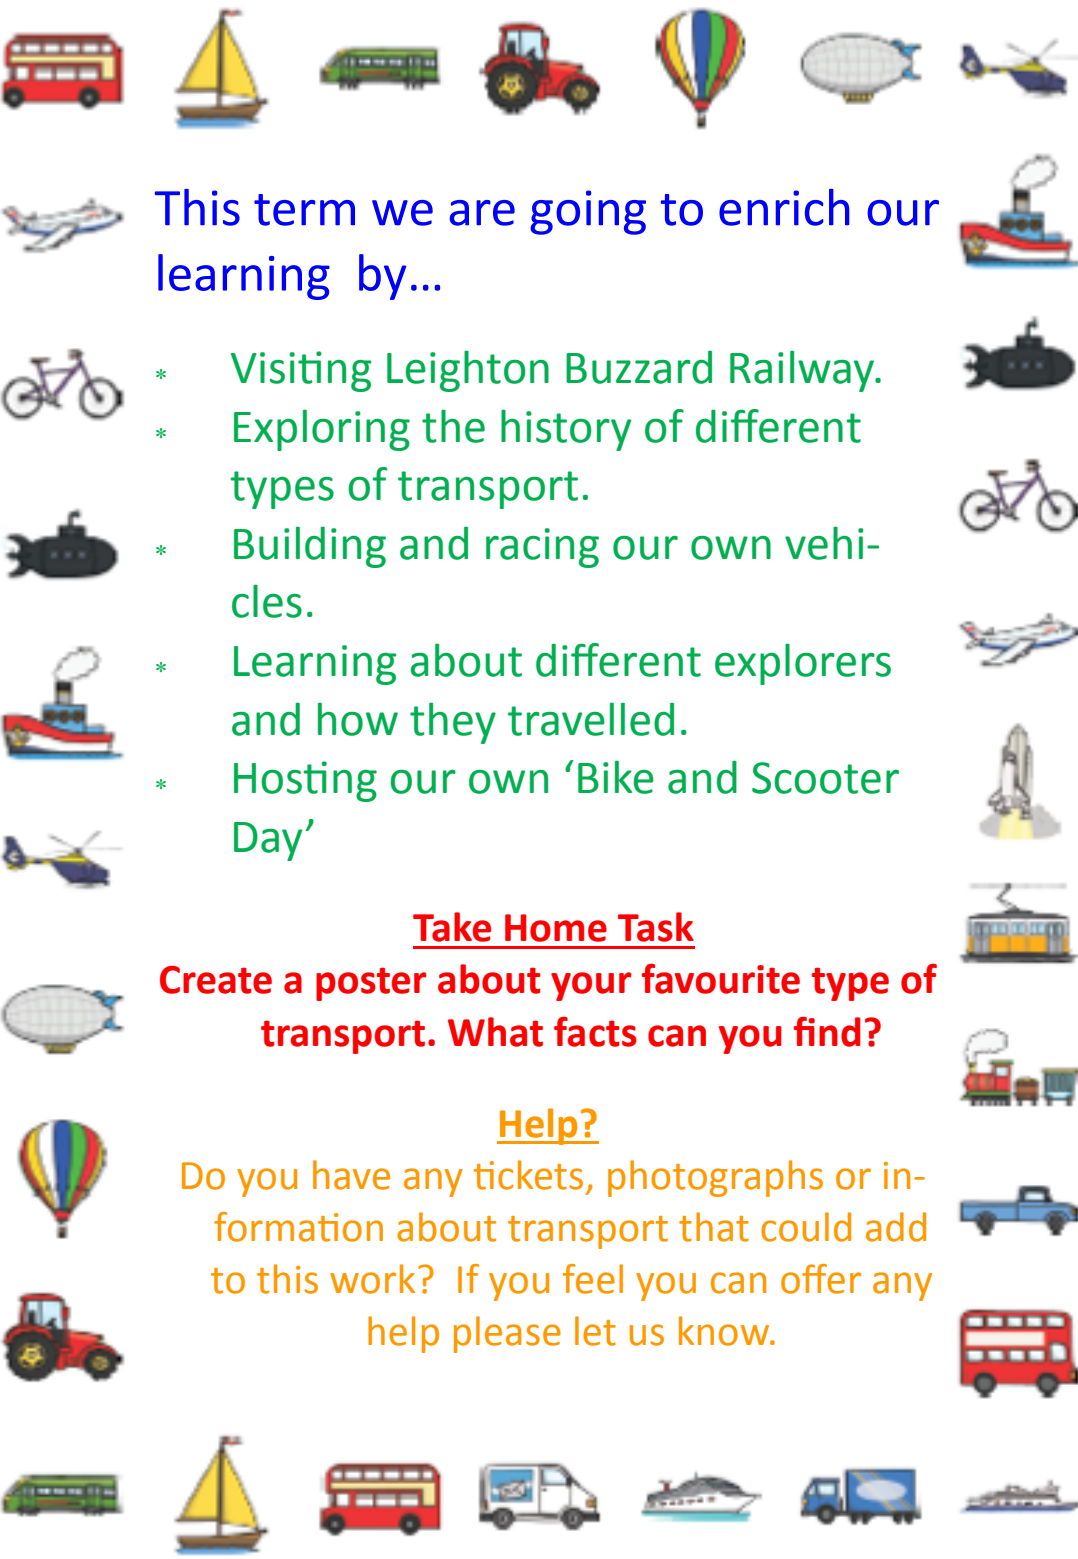 This term we are going to enrich our
learning  by…
* Visiting Leighton Buzzard Railway.
* Exploring the history of different
types of transport.
* Building and racing our own vehi-
cles.
* Learning about different explorers
and how they travelled.
* Hosting our own ‘Bike and Scooter
Day’
Take Home Task
Create a poster about your favourite type of
transport. What facts can you find?
Help?
Do you have any tickets, photographs or in-
formation about transport that could add
to this work?  If you feel you can offer any
help please let us know.